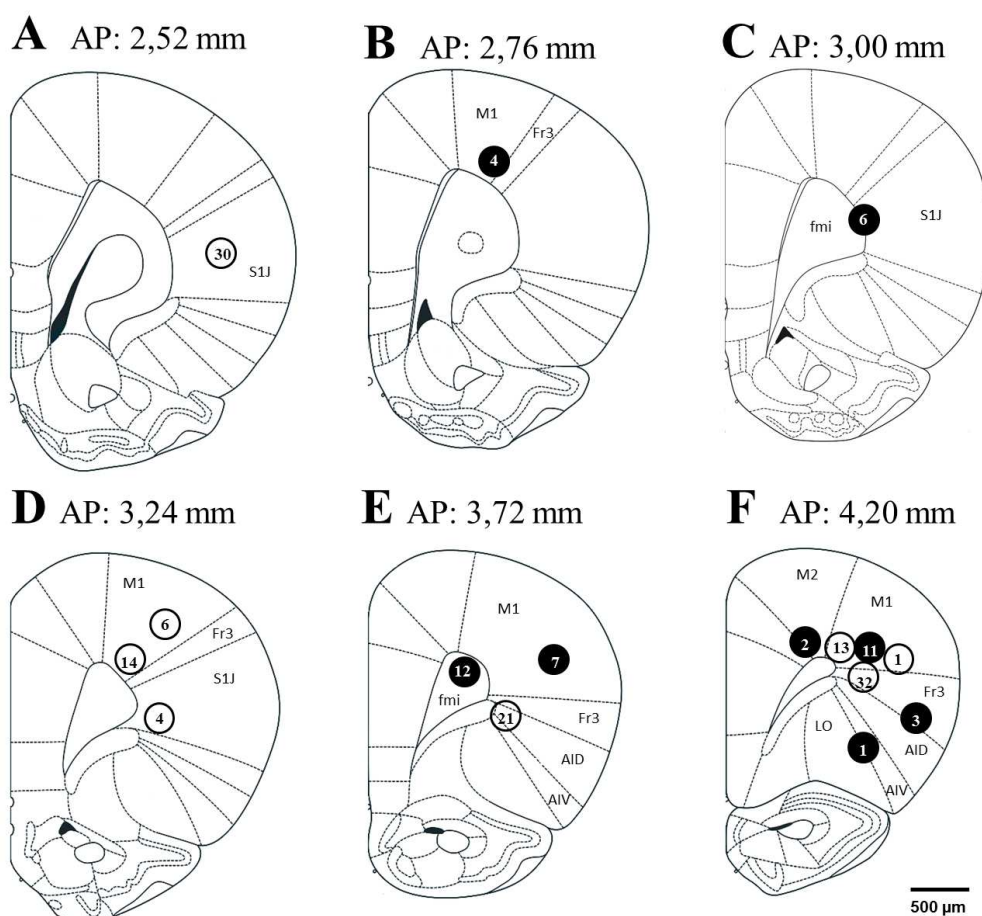 A AP: 2,52 mm
B AP: 2,76 mm
C AP: 3,00 mm
M1
Fr3
4
6
fmi
S1J
30
S1J
D AP: 3,24 mm
E AP: 3,72 mm
F AP: 4,20 mm
M2
M1
M1
M1
6
Fr3
14
S1J
4
7
12
fmi
21
Fr3
AID
AIV
2
13
11
1
32
Fr3
3
LO
1
AID
AIV
500 µm